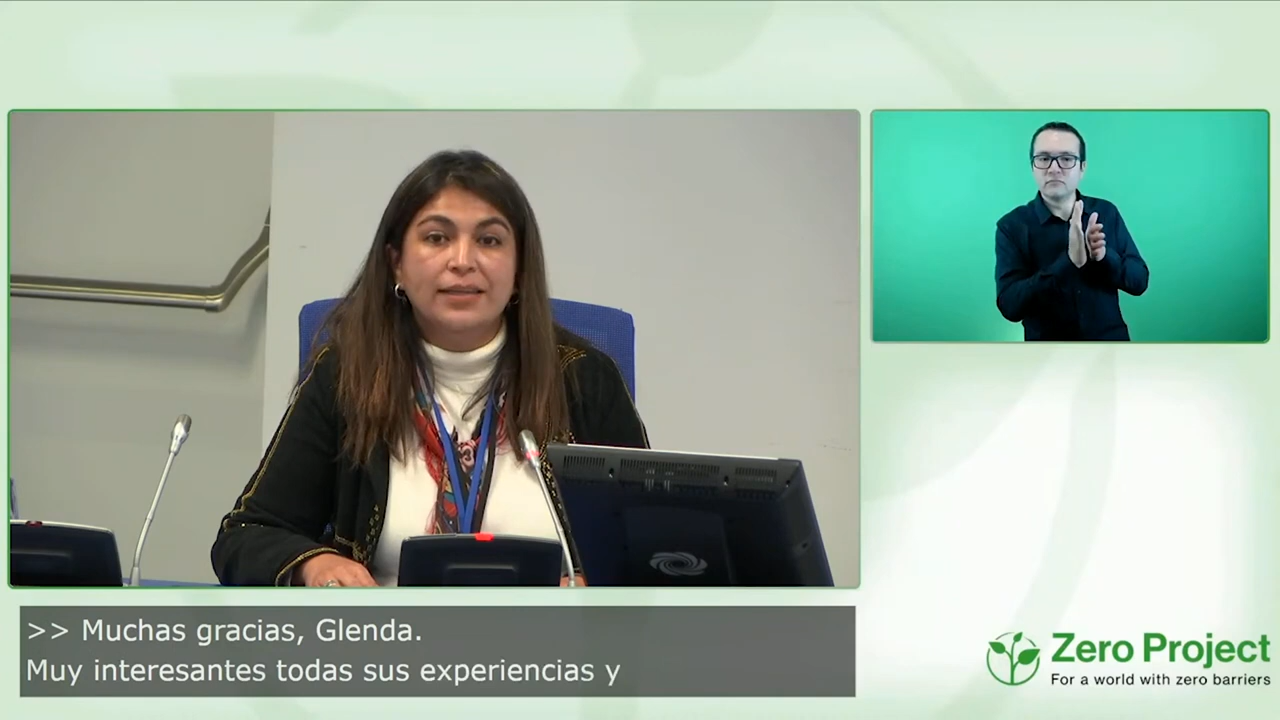 >> Muchas gracias, Glenda.
Muy interesantes todas sus experiencias y
Zero Project
For a world with zero barriers